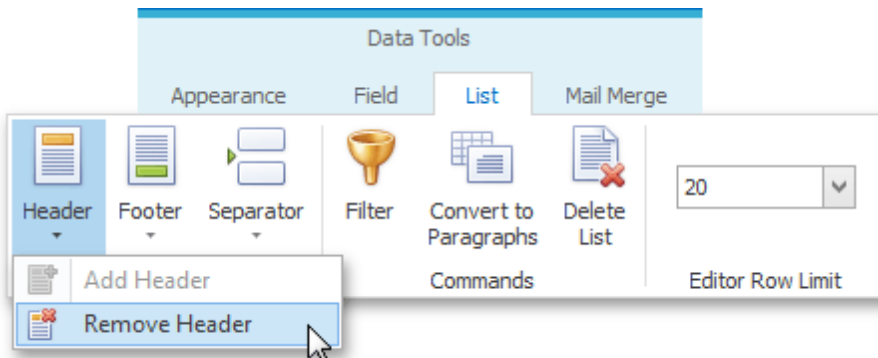 Data Tools
Appearance Field List Mail Merge
Header Footer Separator Filter Convert to Paragraphs Delete List
20
Add Header
Remove Header
Commands
Editor Row Limit